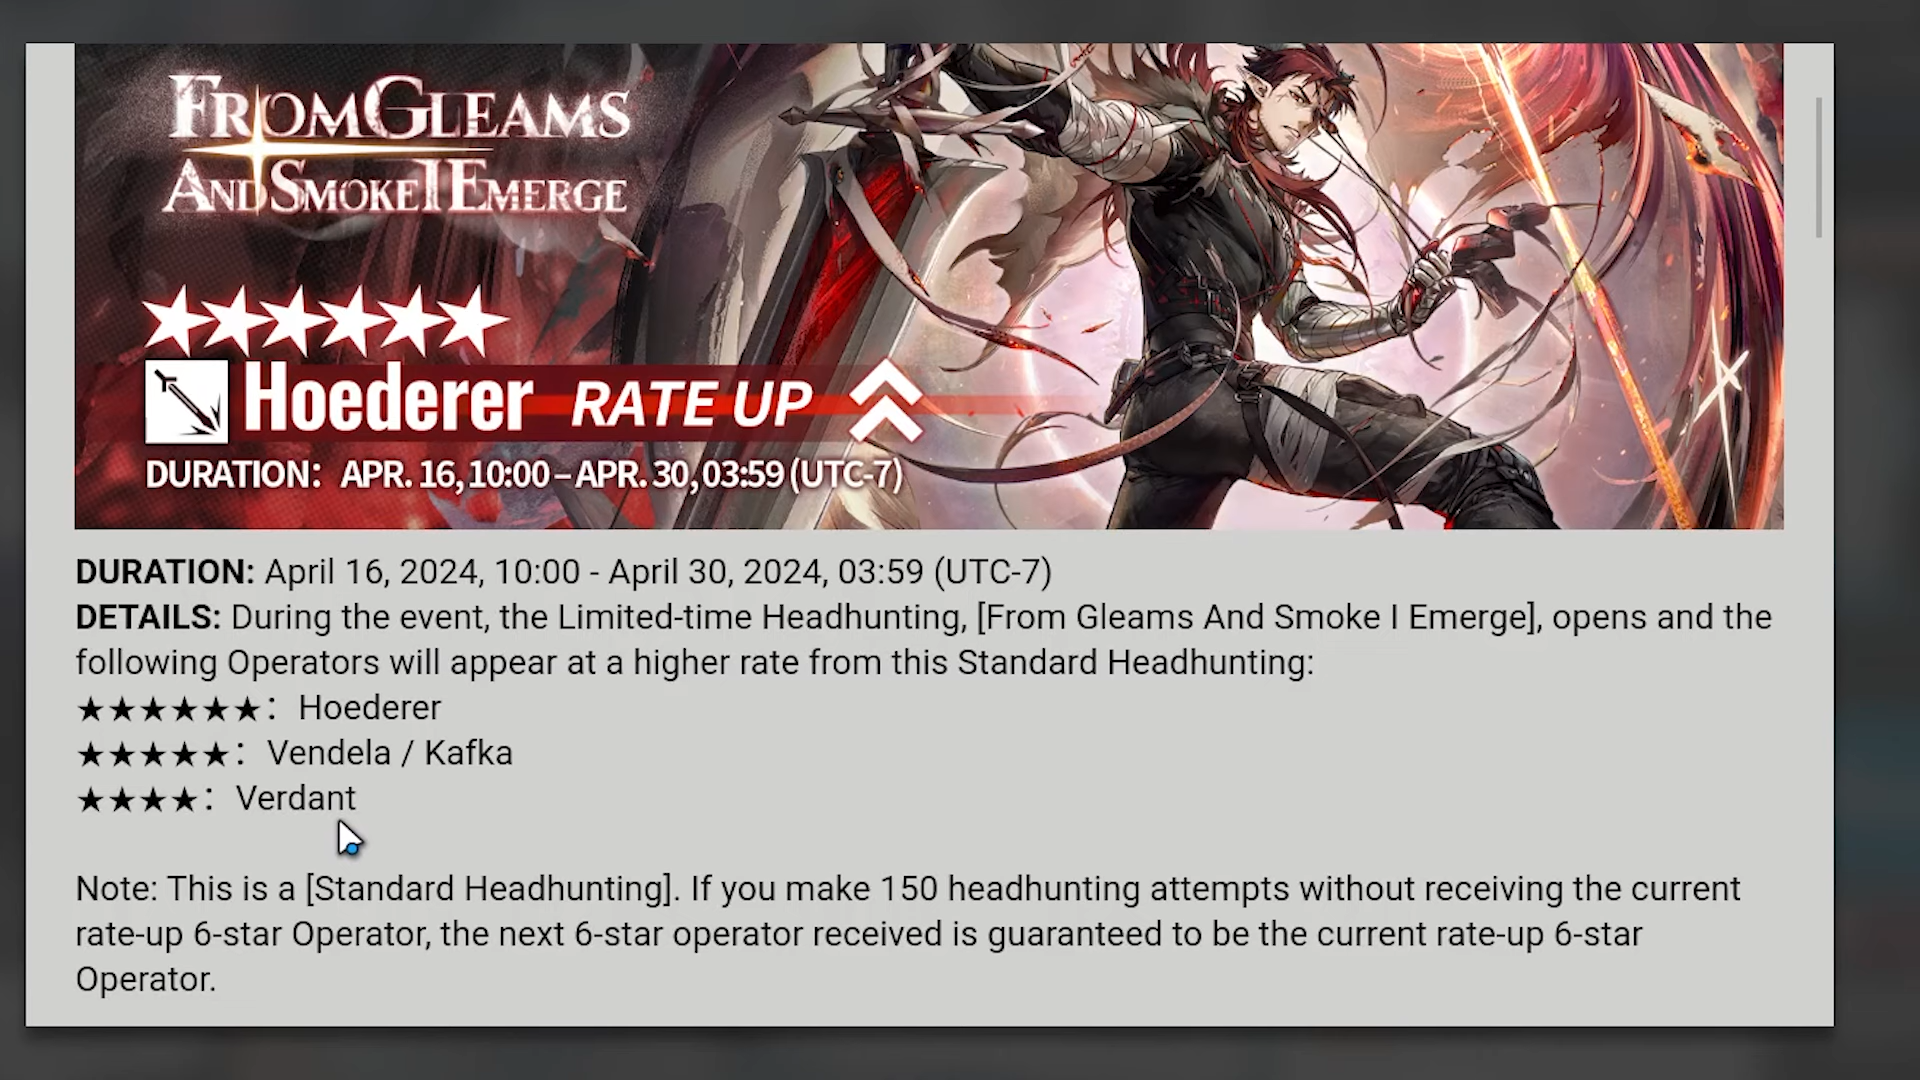 FROM GLEAMS
AND SMOKE I EMERGE
★★★★★★
Hoederer RATE UP
DURATION: APR. 16, 10:00 – APR. 30, 03:59 (UTC-7)
DURATION: April 16, 2024, 10:00 - April 30, 2024, 03:59 (UTC-7)
DETAILS: During the event, the Limited-time Headhunting, [From Gleams And Smoke I Emerge], opens and the
following Operators will appear at a higher rate from this Standard Headhunting:
★★★★★★: Hoederer
★★★★★: Vendela / Kafka
★★★★: Verdant
Note: This is a [Standard Headhunting]. If you make 150 headhunting attempts without receiving the current
rate-up 6-star Operator, the next 6-star operator received is guaranteed to be the current rate-up 6-star
Operator.